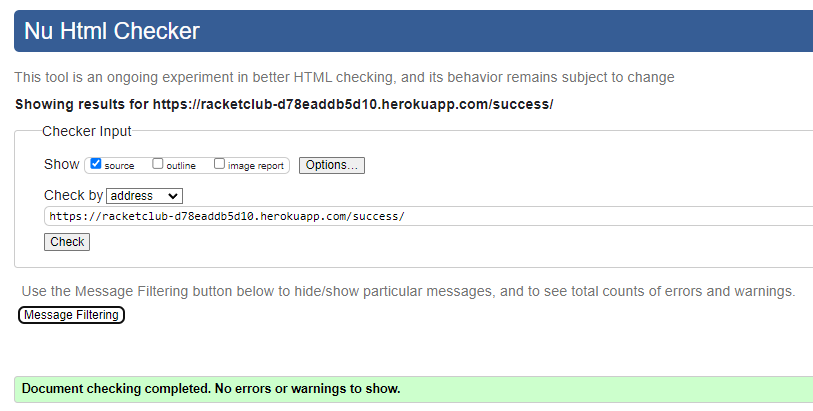 Nu Html Checker
This tool is an ongoing experiment in better HTML checking, and its behavior remains subject to change
Showing results for https://racketclub-d78eaddb5d10.herokuapp.com/success/
Checker Input
Show source outline image report Options...
Check by address
https://racketclub-d78eaddb5d10.herokuapp.com/success/
Check
Use the Message Filtering button below to hide/show particular messages, and to see total counts of errors and warnings.
Message Filtering
Document checking completed. No errors or warnings to show.